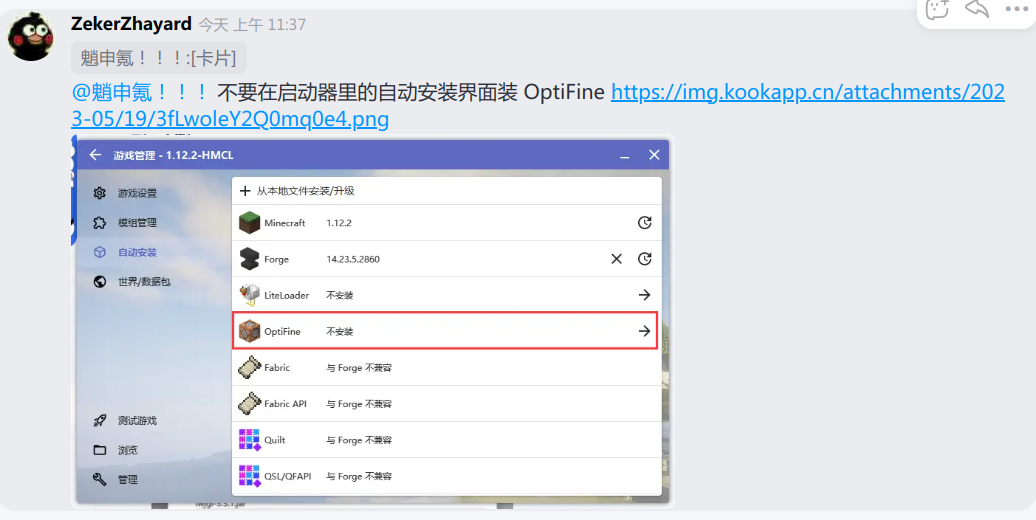 ZekerZhayard 今天 上午 11:37
魈申氪！！！:[卡片]
@魈申氪！！！ 不要在启动器里的自动安装界面装 OptiFine https://img.kookapp.cn/attachments/202
3-05/19/3fLwoleY2Q0mq0e4.png
游戏管理 - 1.12.2-HMCL
游戏设置
模组管理
自动安装
世界/数据包
测试游戏
浏览
管理
从本地文件安装/升级
Minecraft 1.12.2
Forge 14.23.5.2860
LiteLoader 不安装
OptiFine 不安装
Fabric 与 Forge 不兼容
Fabric API 与 Forge 不兼容
Quilt 与 Forge 不兼容
QSL/QFAPI 与 Forge 不兼容